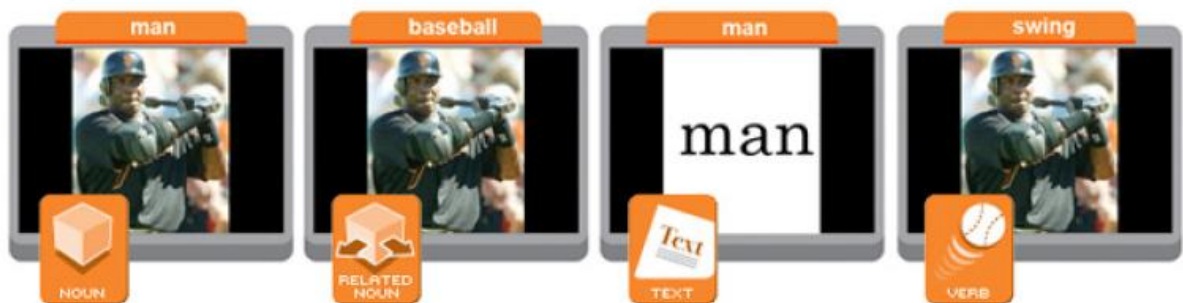 man
baseball
man
swing
man
NOUN
RELATED
NOUN
Text
TEXT
VERB